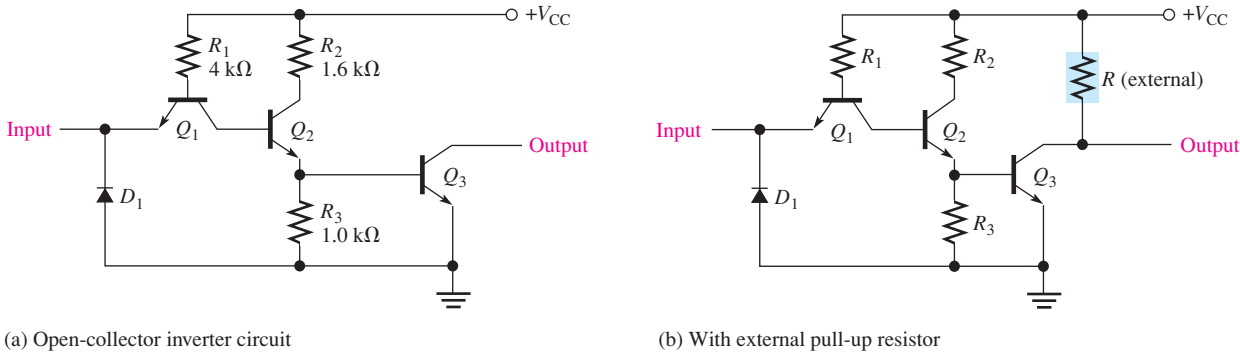 +VCC
R1
4 kΩ
R2
1.6 kΩ
Input
Q1
Q2
Output
D1
Q3
R3
1.0 kΩ
(a) Open-collector inverter circuit
+VCC
R1
R2
R (external)
Input
Q1
Q2
Output
D1
Q3
R3
(b) With external pull-up resistor